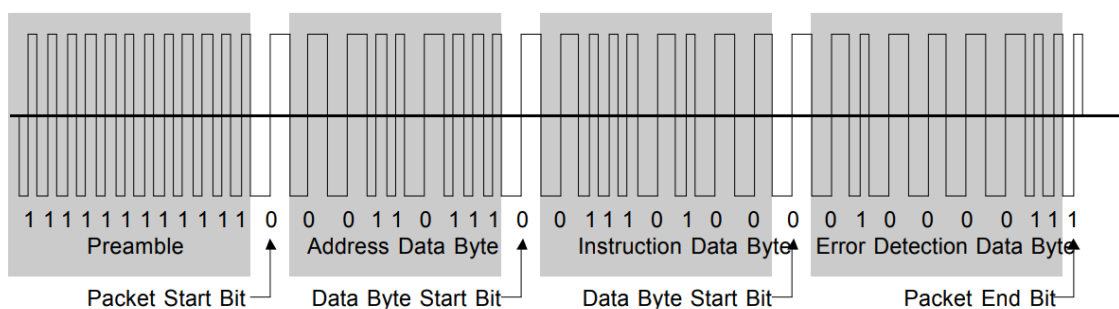 1 1 1 1 1 1 1 1 1 1 1 1 0 0 0 1 1 0 1 1 1 0 0 1 1 1 0 1 0 0 0 0 1 0 0 0 0 1 1 1
Preamble Address Data Byte Instruction Data Byte Error Detection Data Byte
Packet Start Bit Data Byte Start Bit Data Byte Start Bit Packet End Bit